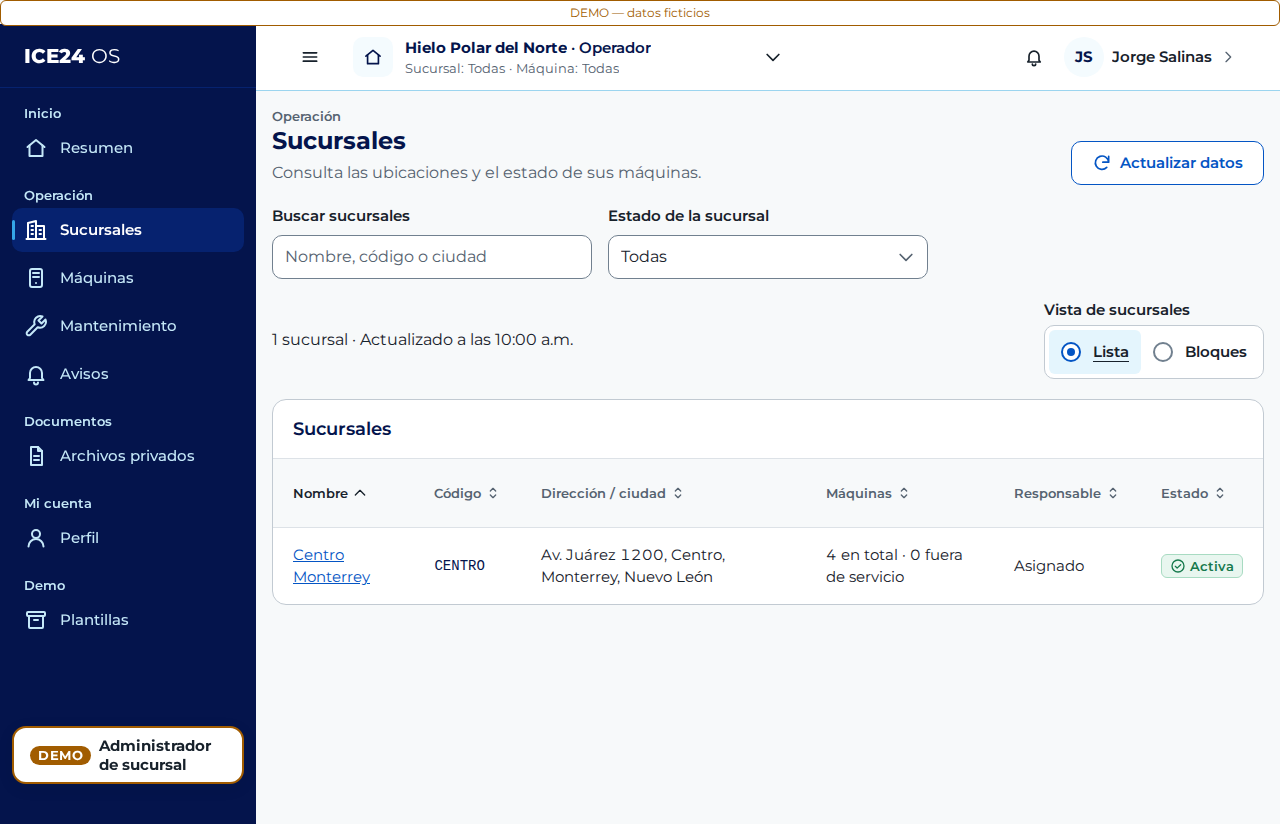 DEMO — datos ficticios
ICE24 OS
Inicio
Resumen
Operación
Sucursales
Máquinas
Mantenimiento
Avisos
Documentos
Archivos privados
Mi cuenta
Perfil
Demo
Plantillas
DEMO
Administrador
de sucursal
Hielo Polar del Norte · Operador
Sucursal: Todas · Máquina: Todas
JS
Jorge Salinas
Operación
Sucursales
Consulta las ubicaciones y el estado de sus máquinas.
Actualizar datos
Buscar sucursales
Nombre, código o ciudad
Estado de la sucursal
Todas
1 sucursal · Actualizado a las 10:00 a.m.
Vista de sucursales
Lista
Bloques
Sucursales
Nombre Código Dirección / ciudad Máquinas Responsable Estado
Centro
Monterrey
CENTRO
Av. Juárez 1200, Centro,
Monterrey, Nuevo León
4 en total · 0 fuera
de servicio
Asignado
Activa